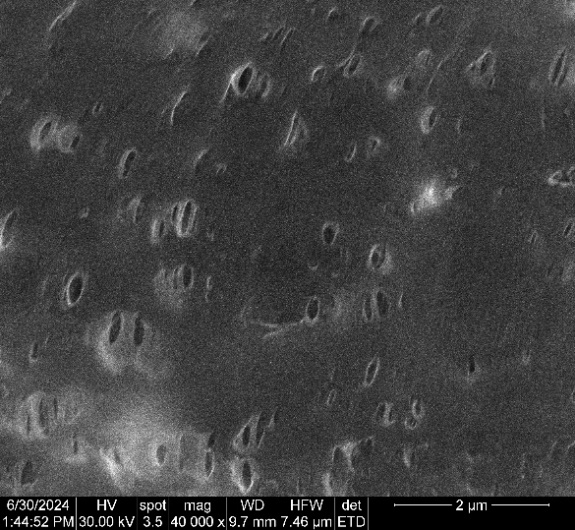 6/30/2024 HV spot mag WD HFW det 2 µm
1:44:52 PM 30.00 kV 3.5 40 000 x 9.7 mm 7.46 µm ETD